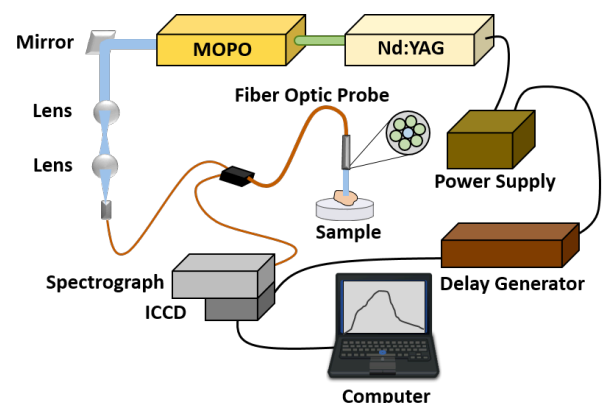 Mirror
MOPO
Nd:YAG
Fiber Optic Probe
Lens
Lens
Power Supply
Sample
Spectrograph
ICCD
Delay Generator
Computer